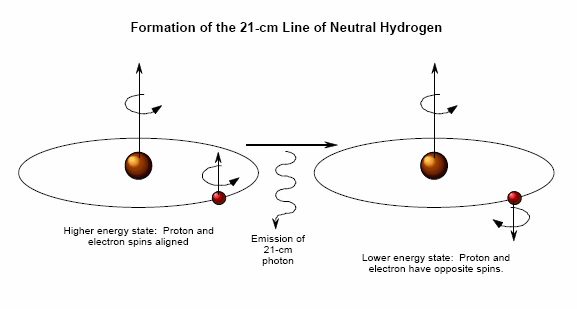 Formation of the 21-cm Line of Neutral Hydrogen
Higher energy state: Proton and
electron spins aligned
Emission of
21-cm
photon
Lower energy state: Proton and
electron have opposite spins.